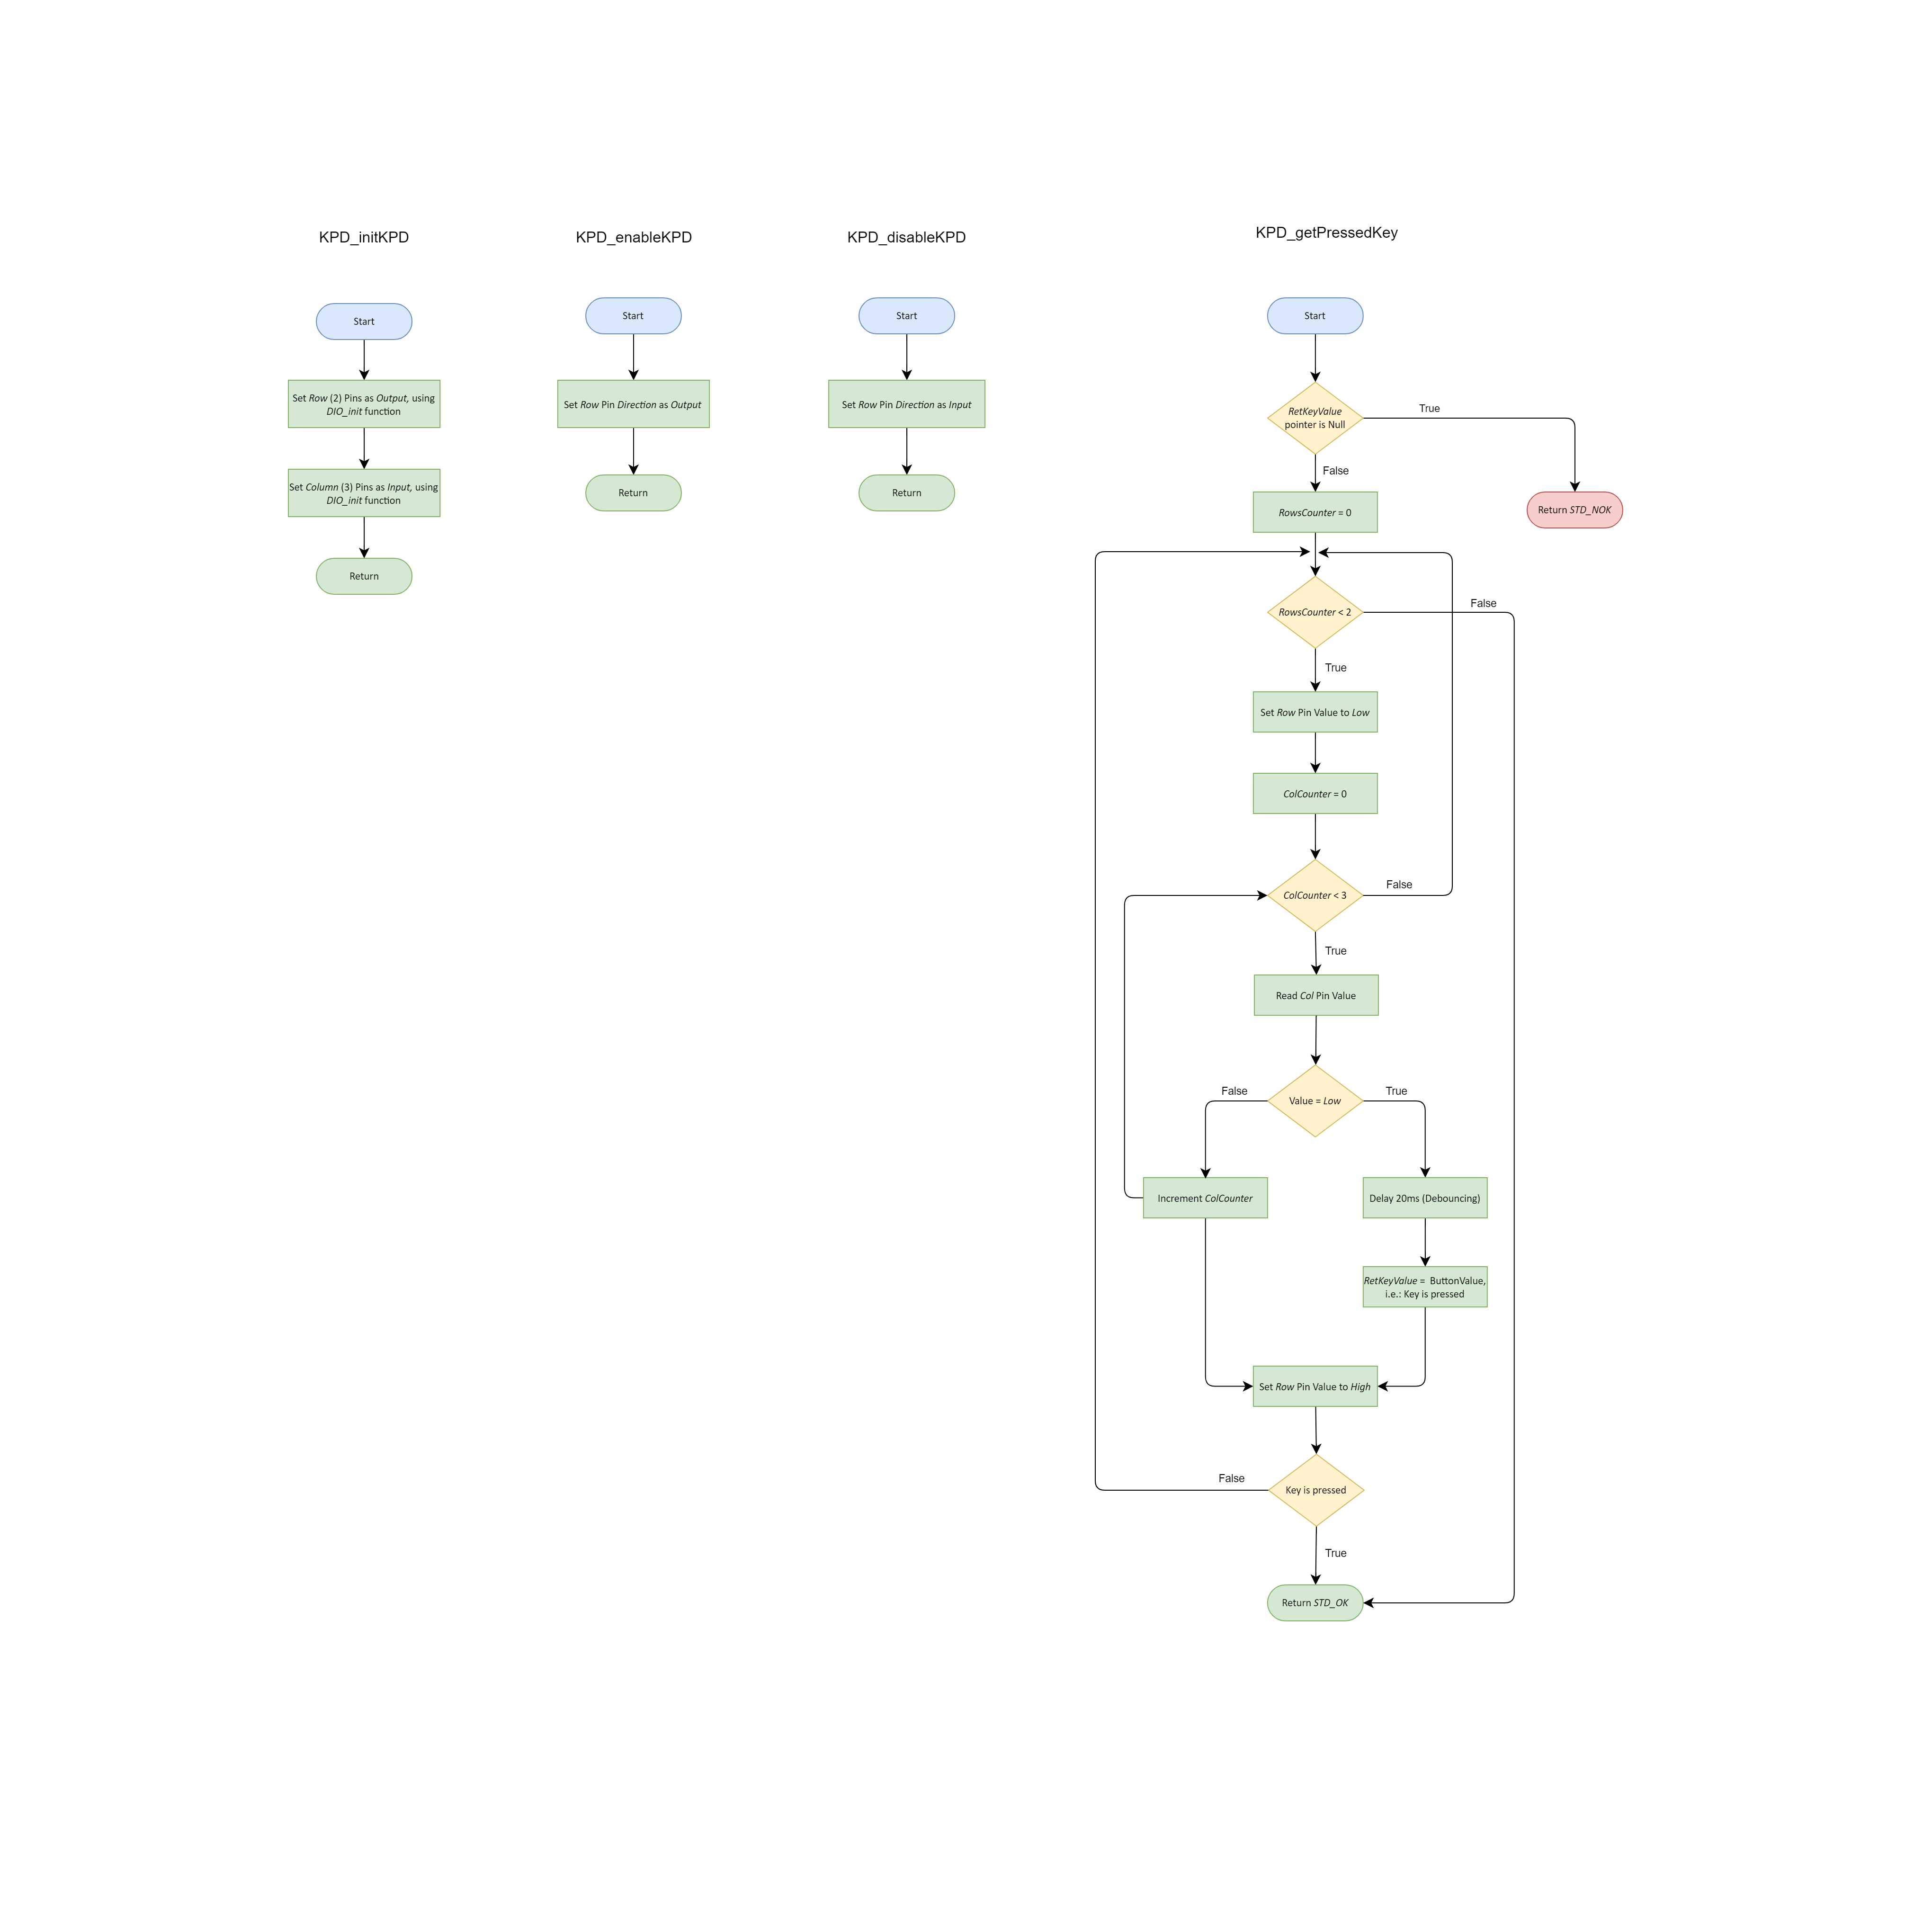 KPD_initKPD
Start
Set Row (2) Pins as Output, using
DIO_init function
Set Column (3) Pins as Input, using
DIO_init function
Return
KPD_enableKPD
Start
Set Row Pin Direction as Output
Return
KPD_disableKPD
Start
Set Row Pin Direction as Input
Return
KPD_getPressedKey
Start
RetKeyValue
pointer is Null
True
Return STD_NOK
False
RowsCounter = 0
RowsCounter < 2
False
True
Set Row Pin Value to Low
ColCounter = 0
ColCounter < 3
False
True
Read Col Pin Value
Value = Low
False
True
Increment ColCounter
Delay 20ms (Debouncing)
RetKeyValue = ButtonValue,
i.e.: Key is pressed
Set Row Pin Value to High
Key is pressed
False
True
Return STD_OK